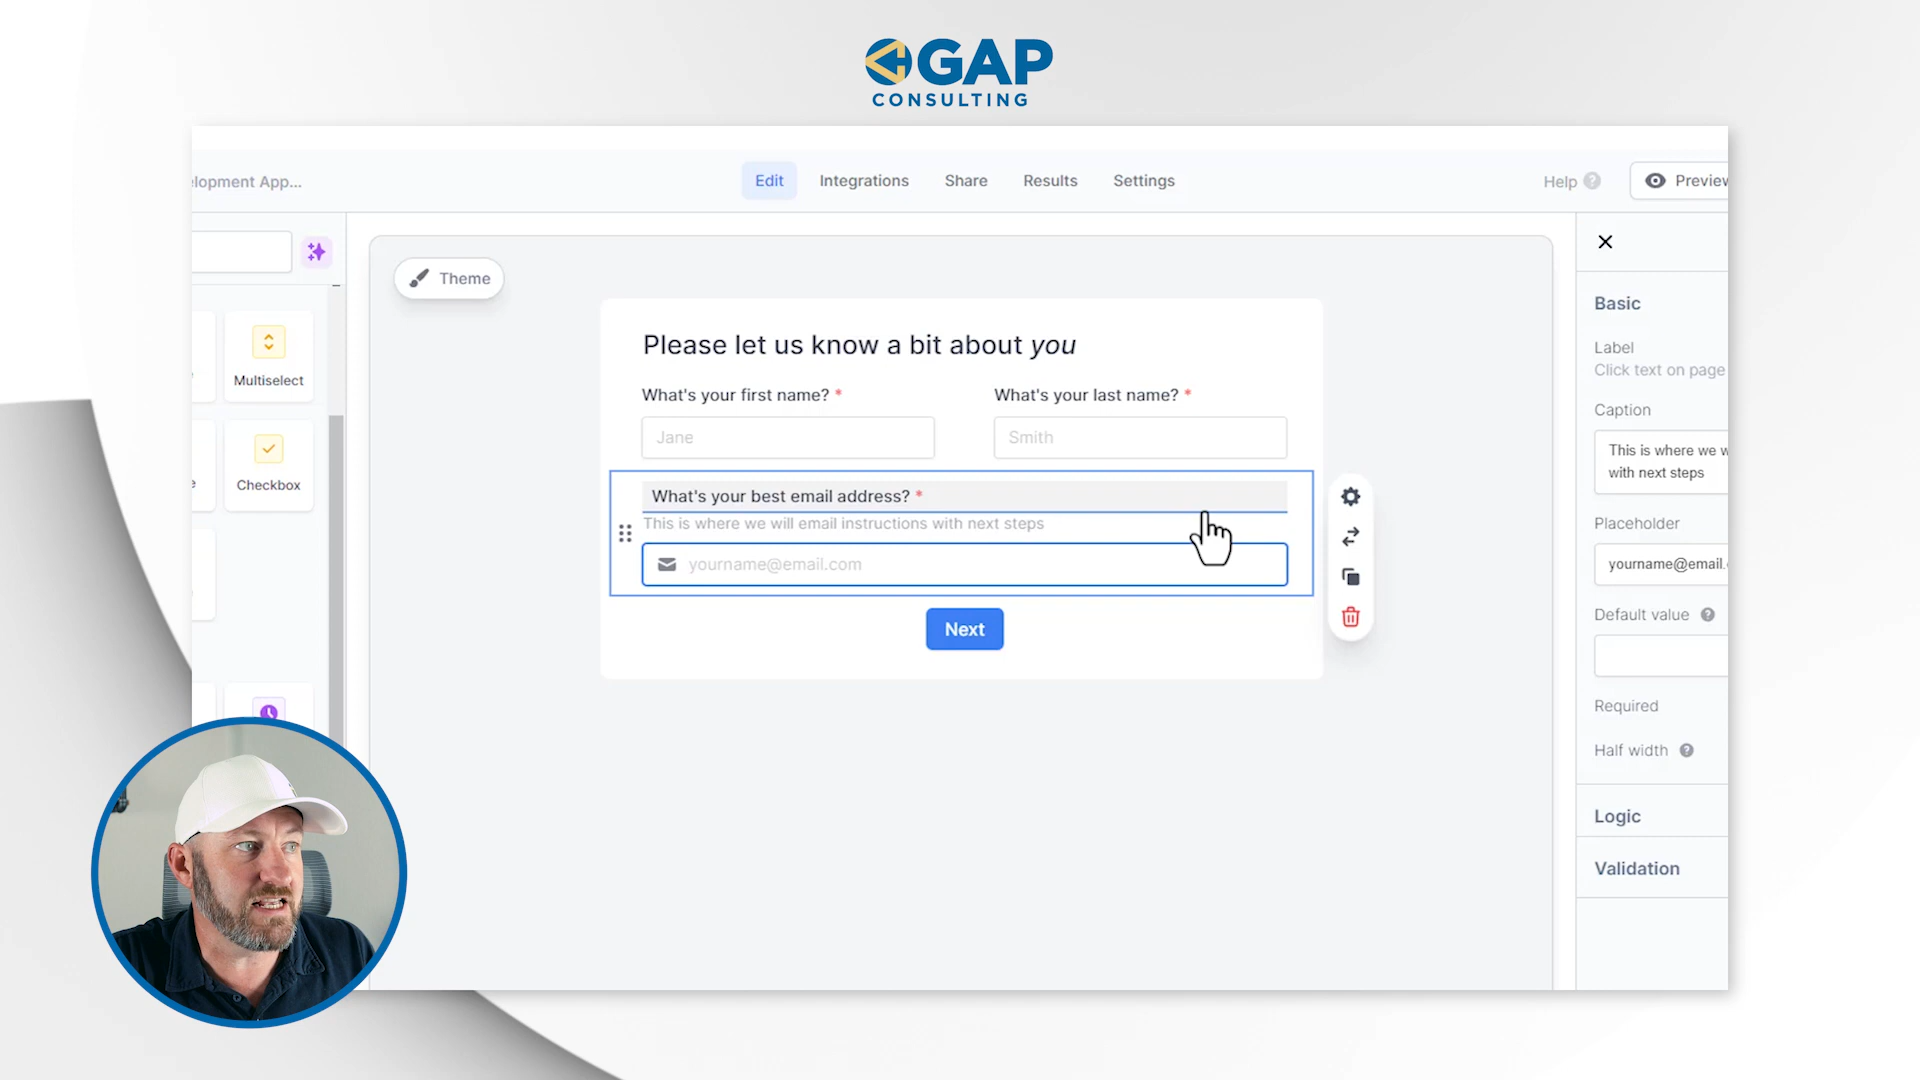 GAP
CONSULTING
lopment App...
Edit
Integrations
Share
Results
Settings
Help
Preview
Theme
Multiselect
Checkbox
Please let us know a bit about you
What's your first name? *
What's your last name? *
Jane
Smith
What's your best email address? *
This is where we will email instructions with next steps
yourname@email.com
Next
Basic
Label
Click text on page
Caption
This is where we w
with next steps
Placeholder
yourname@email.
Default value
Required
Half width
Logic
Validation